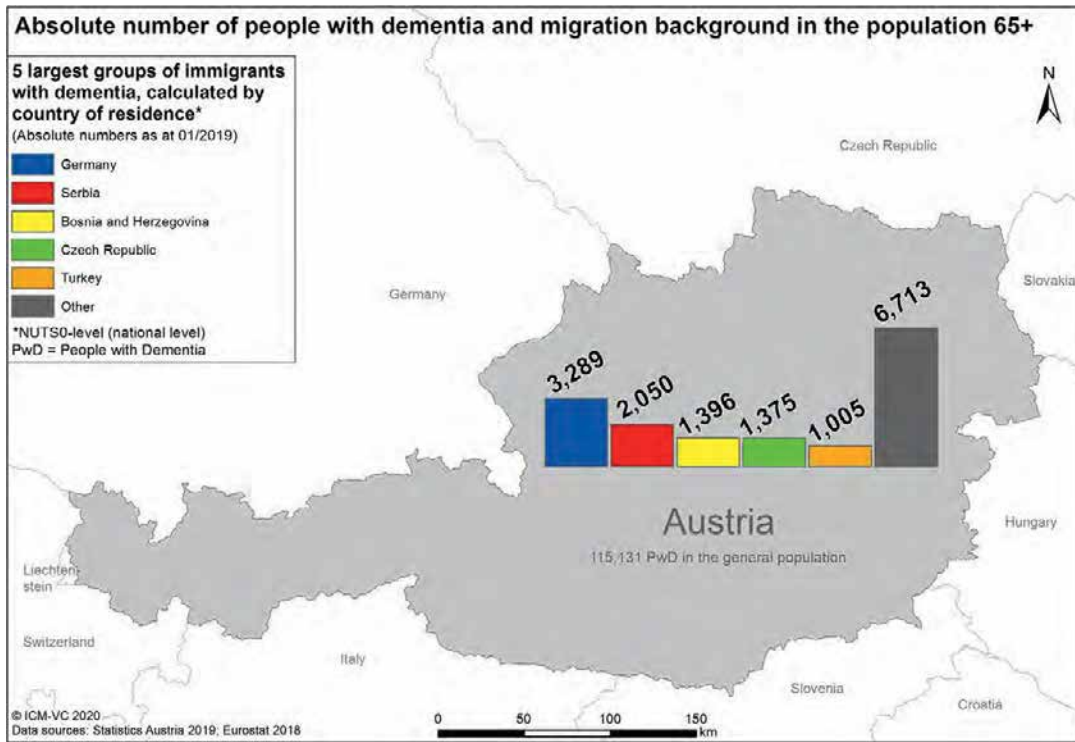 Absolute number of people with dementia and migration background in the population 65+
5 largest groups of immigrants
with dementia, calculated by
country of residence*
(Absolute numbers as at 01/2019)
Germany
Serbia
Bosnia and Herzegovina
Czech Republic
Turkey
Other
*NUTS0-level (national level)
PwD = People with Dementia
N
Czech Republic
Germany
Slovakia
3,289
2,050
1,396
1,375
1,005
6,713
Austria
115,131 PwD in the general population
Hungary
Liechten-
stein
Switzerland
Italy
Slovenia
Croatia
© ICM-VC 2020
Data sources: Statistics Austria 2019; Eurostat 2018
0 50 100 150
km